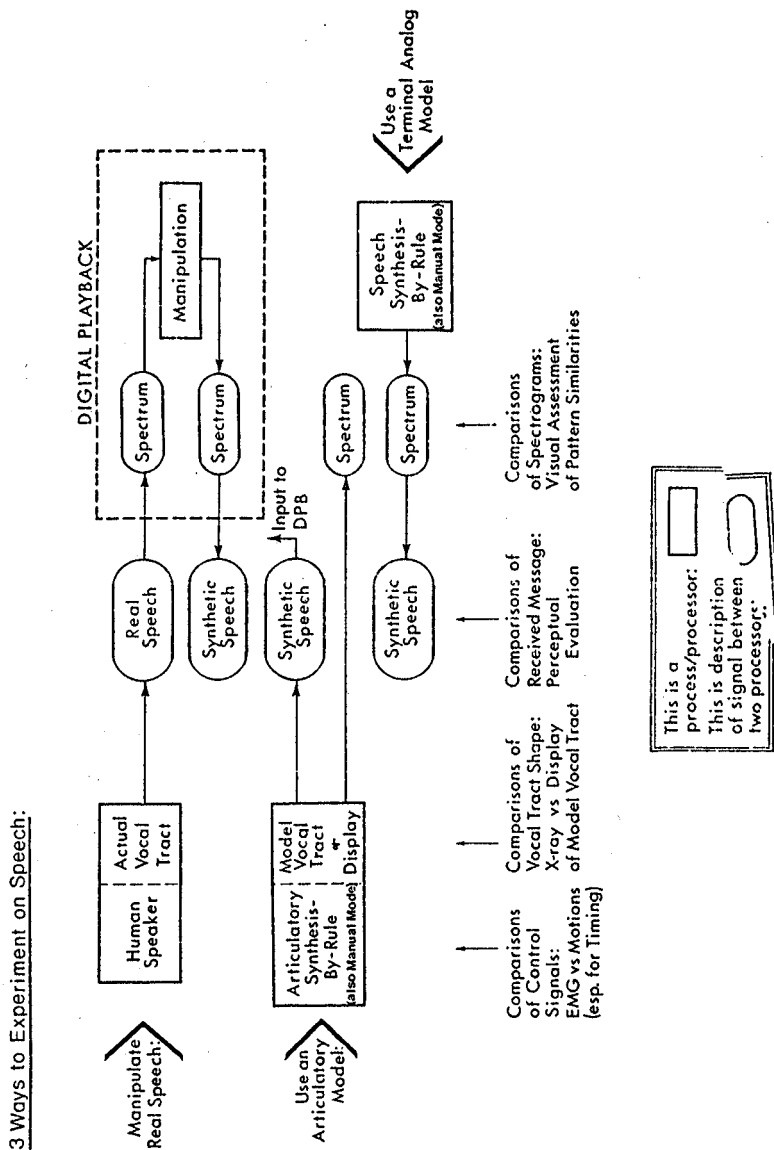 3 Ways to Experiment on Speech:
Manipulate
Real Speech:
Human
Speaker
Actual
Vocal
Tract
Real
Speech
DIGITAL PLAYBACK
Spectrum
Manipulation
Spectrum
Synthetic
Speech
Use an
Articulatory
Model:
Articulatory
Synthesis-
By-Rule
(also Manual Mode)
Model
Vocal
Tract
+
Display
Synthetic
Speech
Input to
DPB
Spectrum
Synthetic
Speech
Spectrum
Speech
Synthesis-
By-Rule
(also Manual Mode)
Use a
Terminal Analog
Model
Comparisons
of Control
Signals:
EMG vs Motions
(esp. for Timing)
Comparisons of
Vocal Tract Shape:
X-ray vs Display
of Model Vocal Tract
Comparisons of
Received Message:
Perceptual
Evaluation
Comparisons
of Spectrograms:
Visual Assessment
of Pattern Similarities
This is a
process/processor:
This is description
of signal between
two processors: